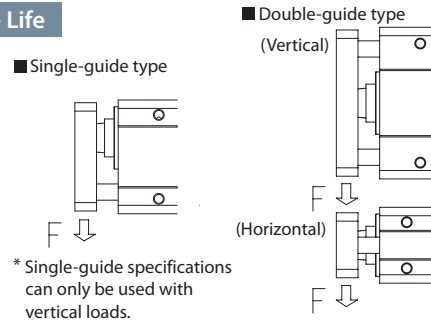 Life
■ Single-guide type
F
* Single-guide specifications
can only be used with
vertical loads.
■ Double-guide type
(Vertical)
F
(Horizontal)
F